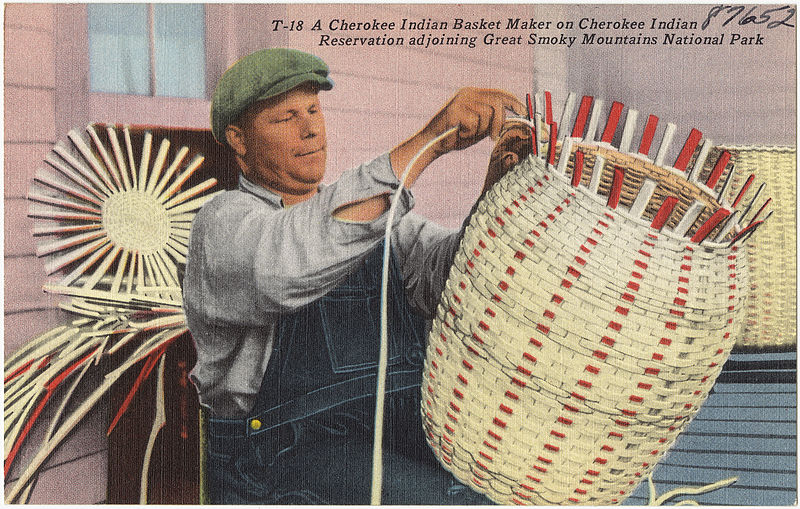 T-18 A Cherokee Indian Basket Maker on Cherokee Indian
Reservation adjoining Great Smoky Mountains National Park
87652